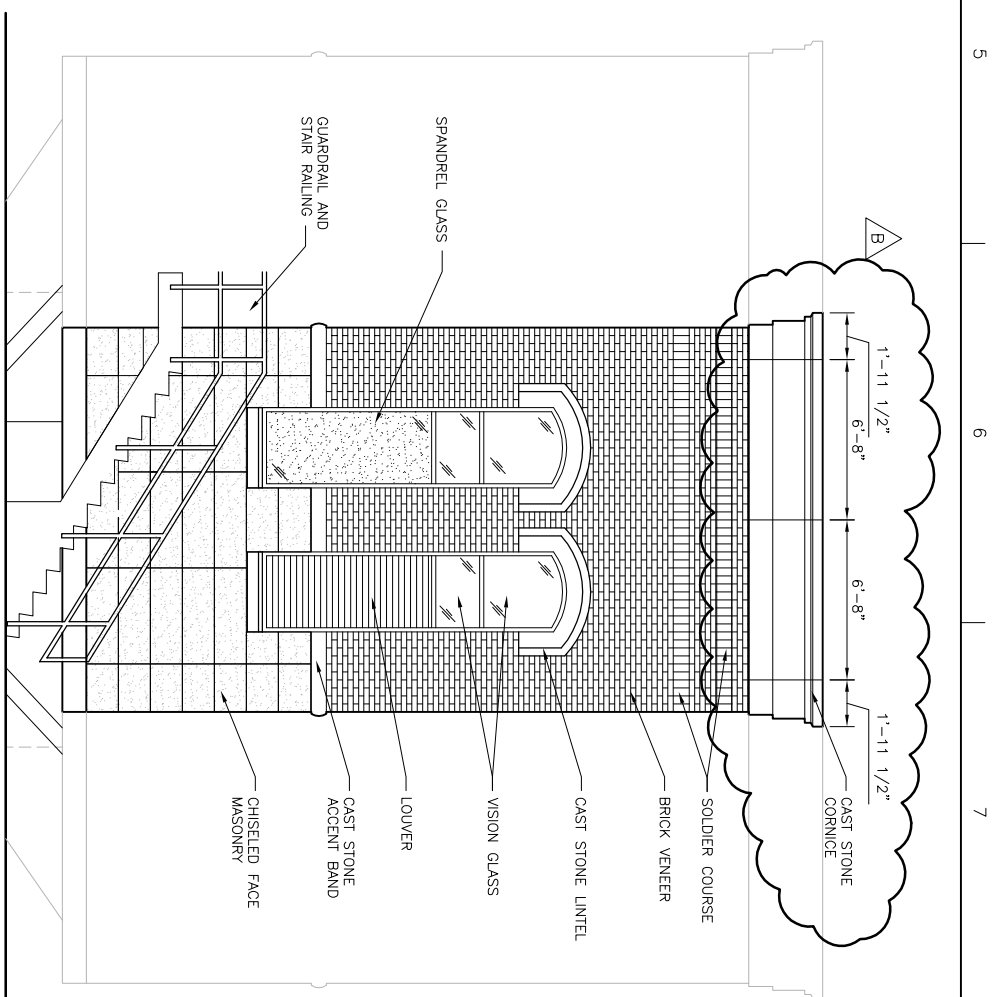 5
6
7
B
1'-11 1/2"
6'-8"
6'-8"
1'-11 1/2"
CAST STONE
CORNICE
SOLDIER COURSE
BRICK VENEER
CAST STONE LINTEL
VISION GLASS
LOUVER
CAST STONE
ACCENT BAND
CHISELED FACE
MASONRY
SPANDREL GLASS
GUARDRAIL AND
STAIR RAILING